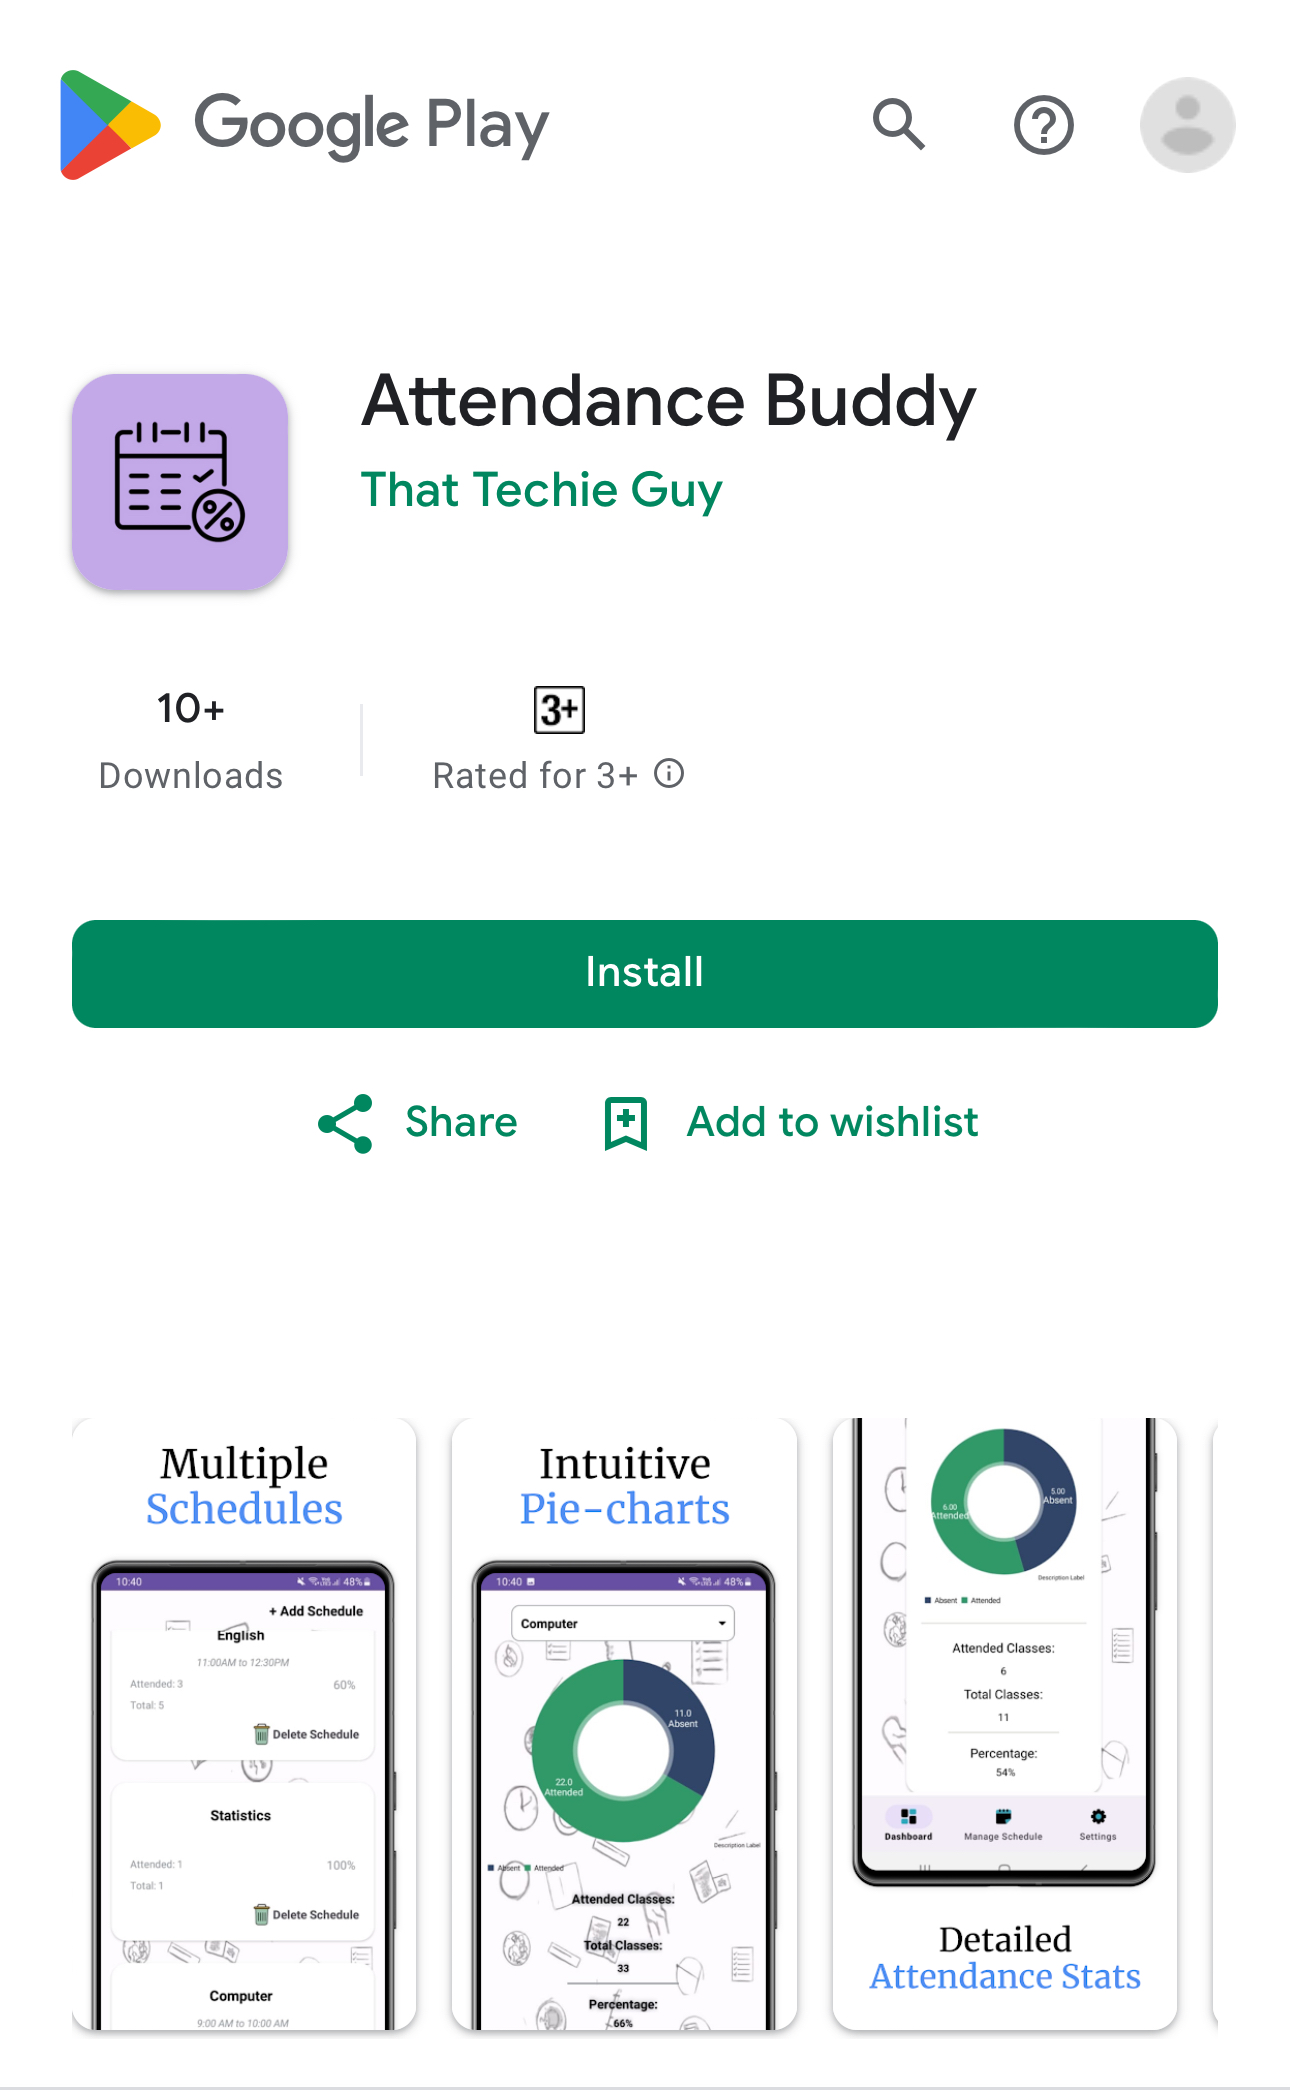 Google Play
Attendance Buddy
That Techie Guy
10+
Downloads
3+
Rated for 3+
Install
Share
Add to wishlist
Multiple
Schedules
10:40
48%
+ Add Schedule
English
11:00AM to 12:30PM
Attended: 3
60%
Total: 5
Delete Schedule
Statistics
Attended: 1
100%
Total: 1
Delete Schedule
Computer
9:00 AM to 10:00 AM
Intuitive
Pie-charts
10:40
48%
Computer
11.0
Absent
22.0
Attended
Description Label
Absent
Attended
Attended Classes:
22
Total Classes:
33
Percentage:
66%
5.00
Absent
6.00
Attended
Description Label
Absent
Attended
Attended Classes:
6
Total Classes:
11
Percentage:
54%
Dashboard
Manage Schedule
Settings
Detailed
Attendance Stats